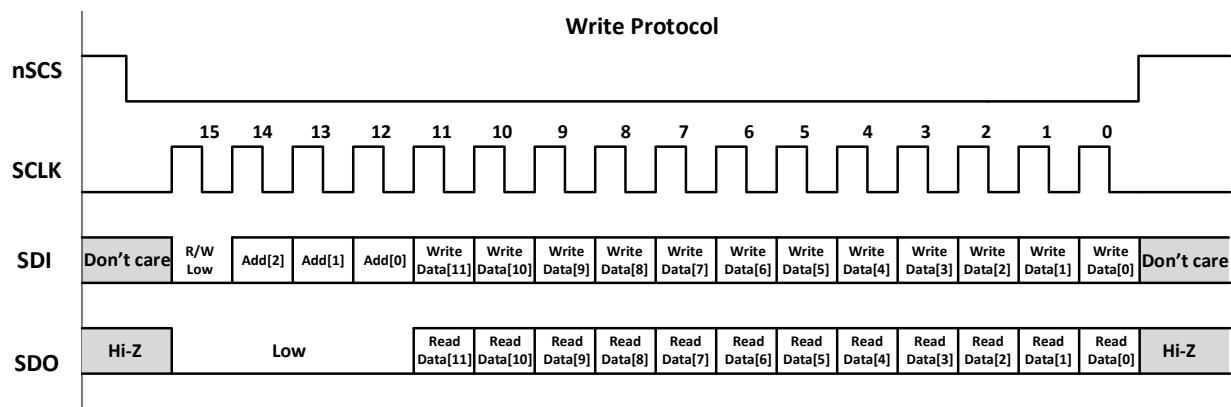 Write Protocol
nSCS
15 14 13 12 11 10 9 8 7 6 5 4 3 2 1 0
SCLK
SDI
Don't care
R/W
Low
Add[2]
Add[1]
Add[0]
Write
Data[11]
Write
Data[10]
Write
Data[9]
Write
Data[8]
Write
Data[7]
Write
Data[6]
Write
Data[5]
Write
Data[4]
Write
Data[3]
Write
Data[2]
Write
Data[1]
Write
Data[0]
Don't care
SDO
Hi-Z
Low
Read
Data[11]
Read
Data[10]
Read
Data[9]
Read
Data[8]
Read
Data[7]
Read
Data[6]
Read
Data[5]
Read
Data[4]
Read
Data[3]
Read
Data[2]
Read
Data[1]
Read
Data[0]
Hi-Z